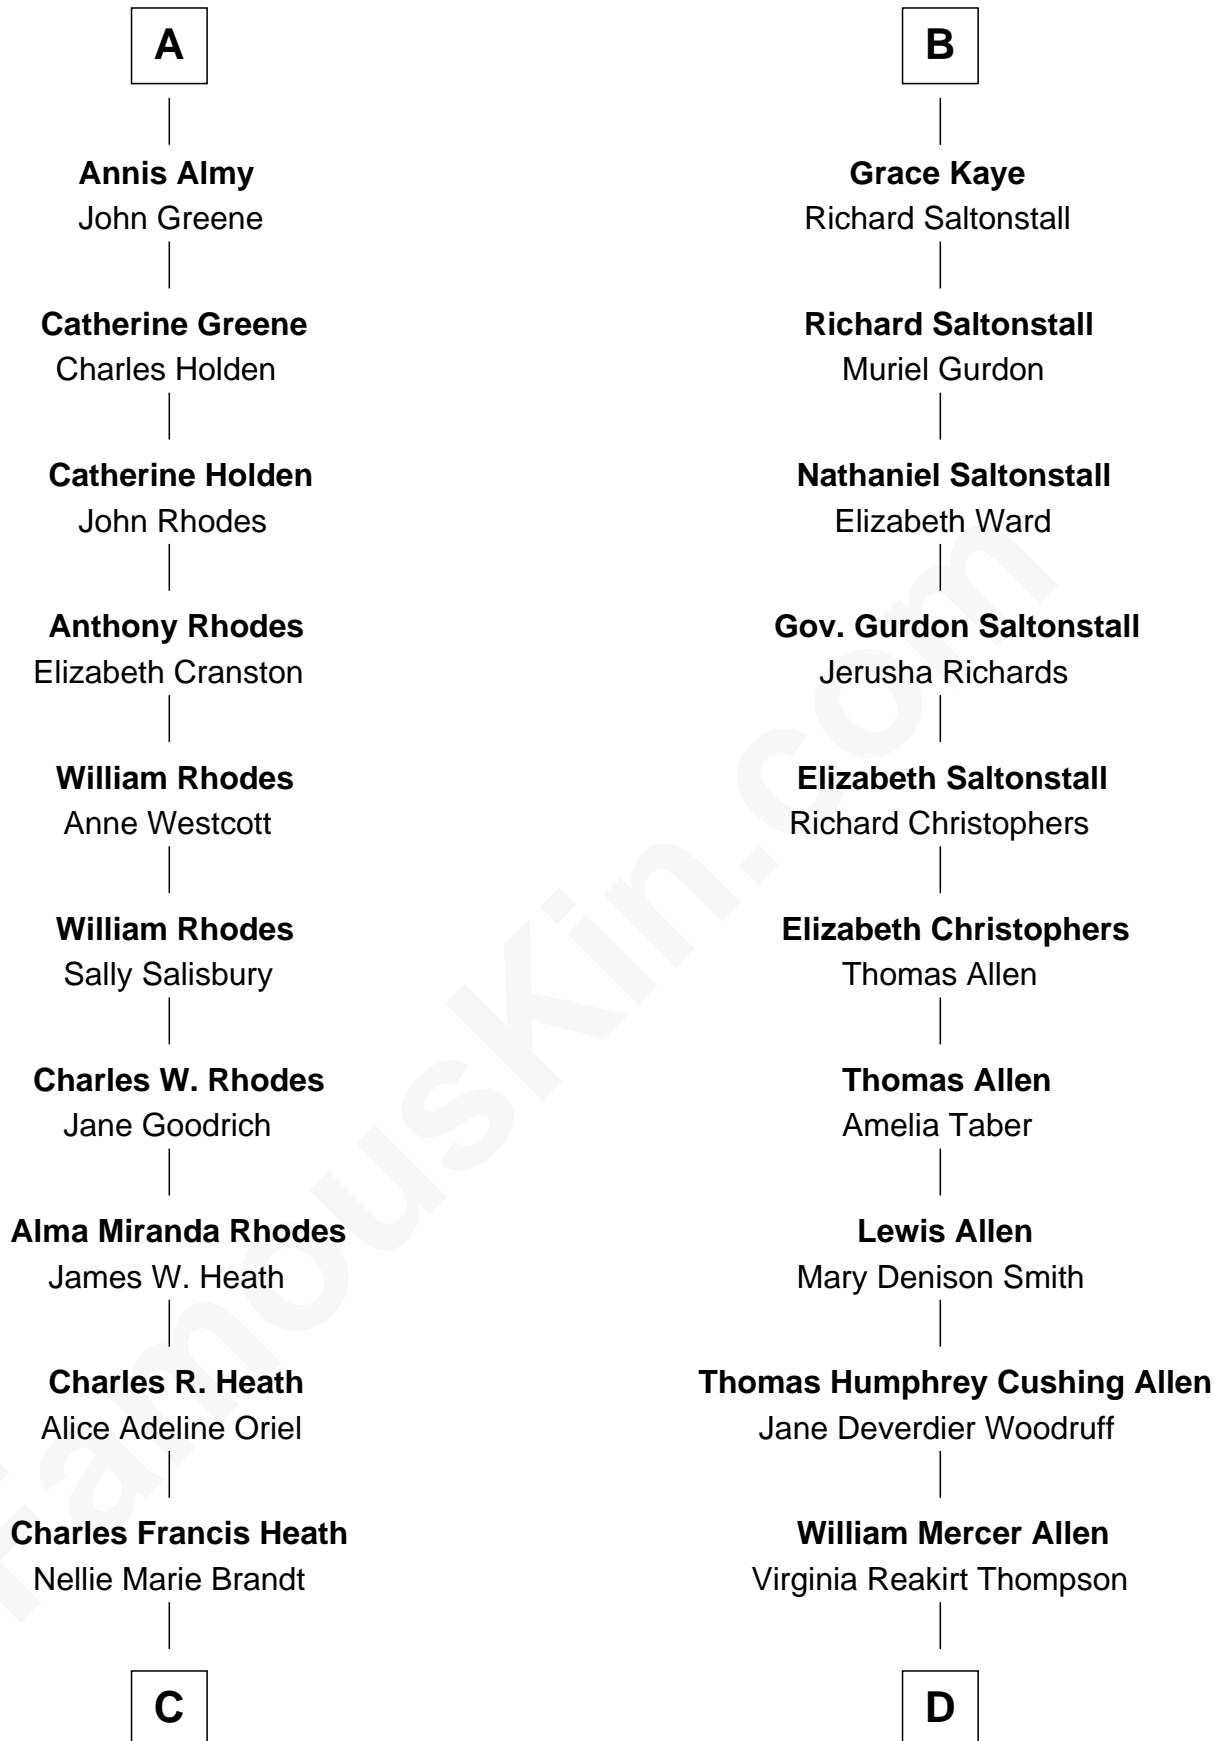 A
Annis Almy
John Greene
Catherine Greene
Charles Holden
Catherine Holden
John Rhodes
Anthony Rhodes
Elizabeth Cranston
William Rhodes
Anne Westcott
William Rhodes
Sally Salisbury
Charles W. Rhodes
Jane Goodrich
Alma Miranda Rhodes
James W. Heath
Charles R. Heath
Alice Adeline Oriel
Charles Francis Heath
Nellie Marie Brandt
C
B
Grace Kaye
Richard Saltonstall
Richard Saltonstall
Muriel Gurdon
Nathaniel Saltonstall
Elizabeth Ward
Gov. Gurdon Saltonstall
Jerusha Richards
Elizabeth Saltonstall
Richard Christophers
Elizabeth Christophers
Thomas Allen
Thomas Allen
Amelia Taber
Lewis Allen
Mary Denison Smith
Thomas Humphrey Cushing Allen
Jane Deverdier Woodruff
William Mercer Allen
Virginia Reakirt Thompson
D
FamousKin.com